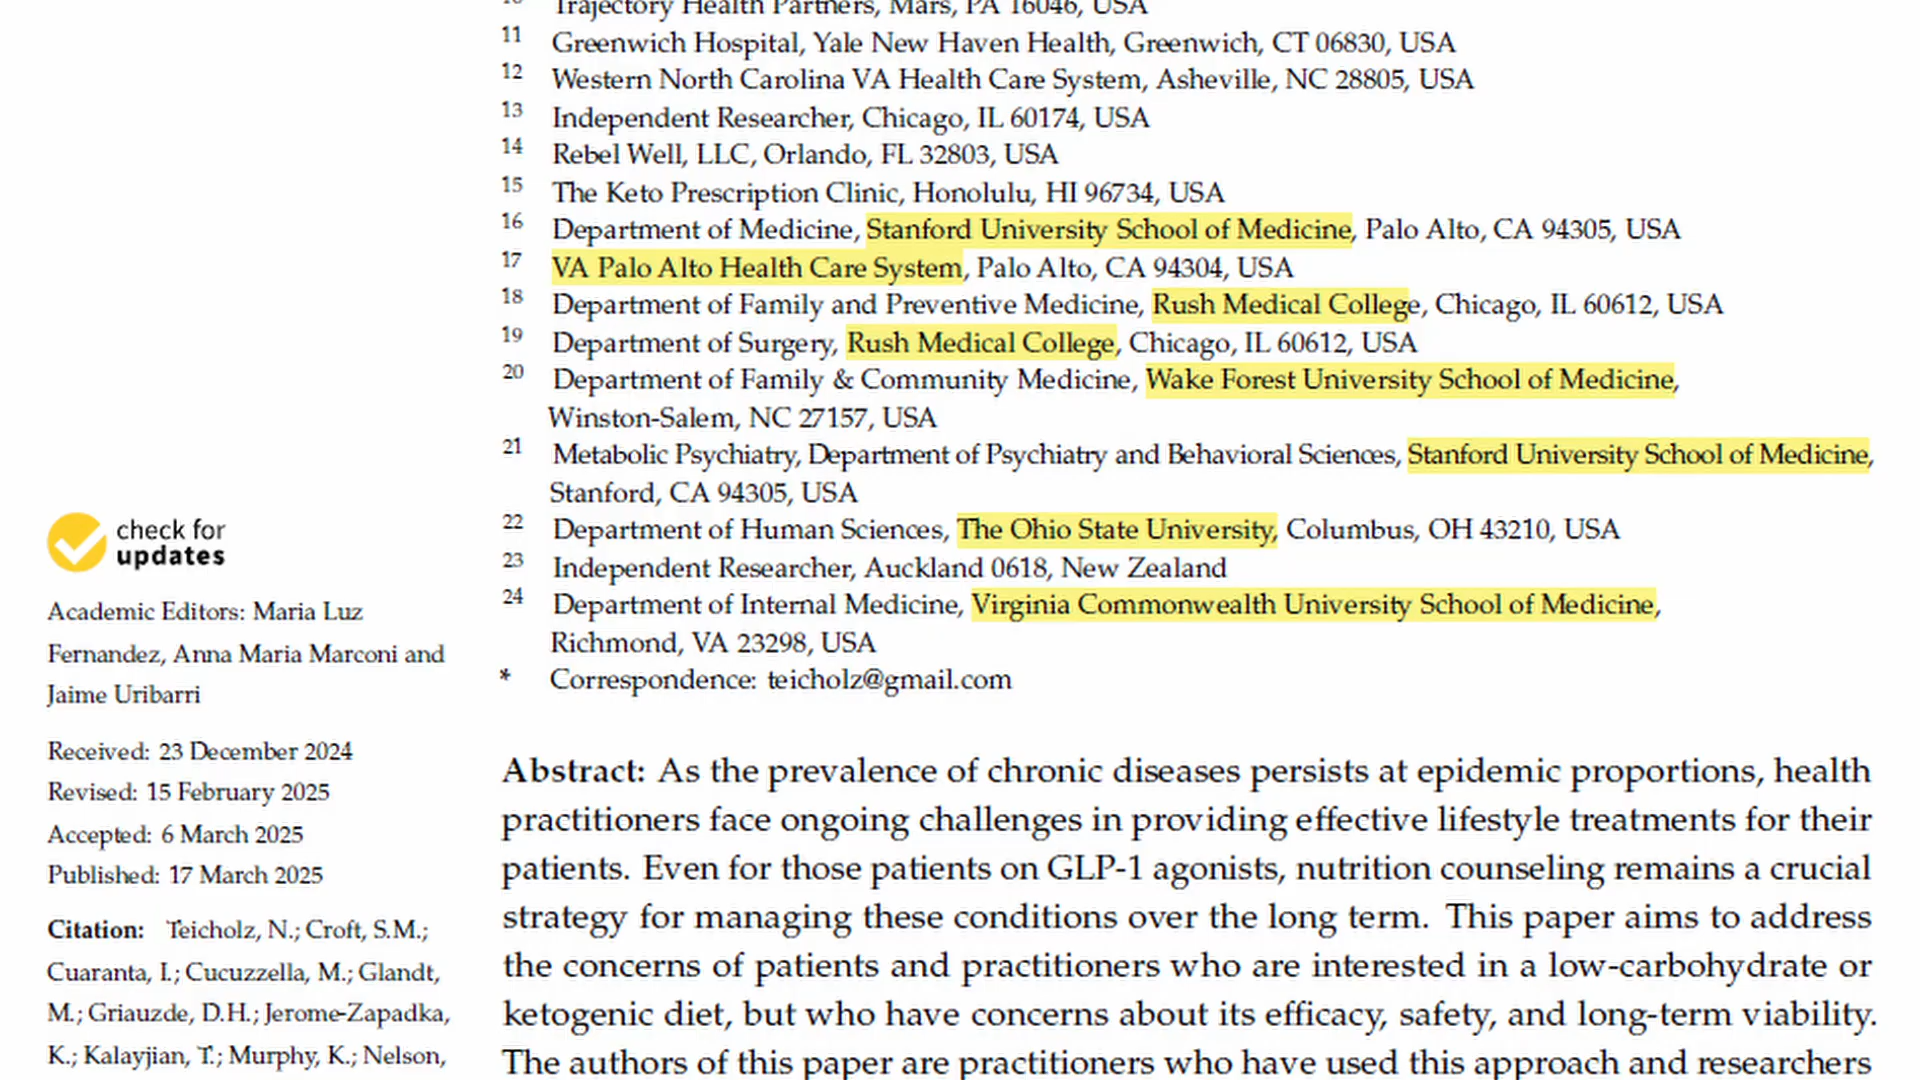 10 Trajectory Health Partners, Mars, PA 16046, USA
11 Greenwich Hospital, Yale New Haven Health, Greenwich, CT 06830, USA
12 Western North Carolina VA Health Care System, Asheville, NC 28805, USA
13 Independent Researcher, Chicago, IL 60174, USA
14 Rebel Well, LLC, Orlando, FL 32803, USA
15 The Keto Prescription Clinic, Honolulu, HI 96734, USA
16 Department of Medicine, Stanford University School of Medicine, Palo Alto, CA 94305, USA
17 VA Palo Alto Health Care System, Palo Alto, CA 94304, USA
18 Department of Family and Preventive Medicine, Rush Medical College, Chicago, IL 60612, USA
19 Department of Surgery, Rush Medical College, Chicago, IL 60612, USA
20 Department of Family & Community Medicine, Wake Forest University School of Medicine,
Winston-Salem, NC 27157, USA
21 Metabolic Psychiatry, Department of Psychiatry and Behavioral Sciences, Stanford University School of Medicine,
Stanford, CA 94305, USA
22 Department of Human Sciences, The Ohio State University, Columbus, OH 43210, USA
23 Independent Researcher, Auckland 0618, New Zealand
24 Department of Internal Medicine, Virginia Commonwealth University School of Medicine,
Richmond, VA 23298, USA
* Correspondence: teicholz@gmail.com
check for
updates
Academic Editors: Maria Luz
Fernandez, Anna Maria Marconi and
Jaime Uribarri
Received: 23 December 2024
Revised: 15 February 2025
Accepted: 6 March 2025
Published: 17 March 2025
Citation: Teicholz, N.; Croft, S.M.;
Cuaranta, I.; Cucuzzella, M.; Glandt,
M.; Griauzde, D.H.; Jerome-Zapadka,
K.; Kalayjian, T.; Murphy, K.; Nelson,
Abstract: As the prevalence of chronic diseases persists at epidemic proportions, health
practitioners face ongoing challenges in providing effective lifestyle treatments for their
patients. Even for those patients on GLP-1 agonists, nutrition counseling remains a crucial
strategy for managing these conditions over the long term. This paper aims to address
the concerns of patients and practitioners who are interested in a low-carbohydrate or
ketogenic diet, but who have concerns about its efficacy, safety, and long-term viability.
The authors of this paper are practitioners who have used this approach and researchers